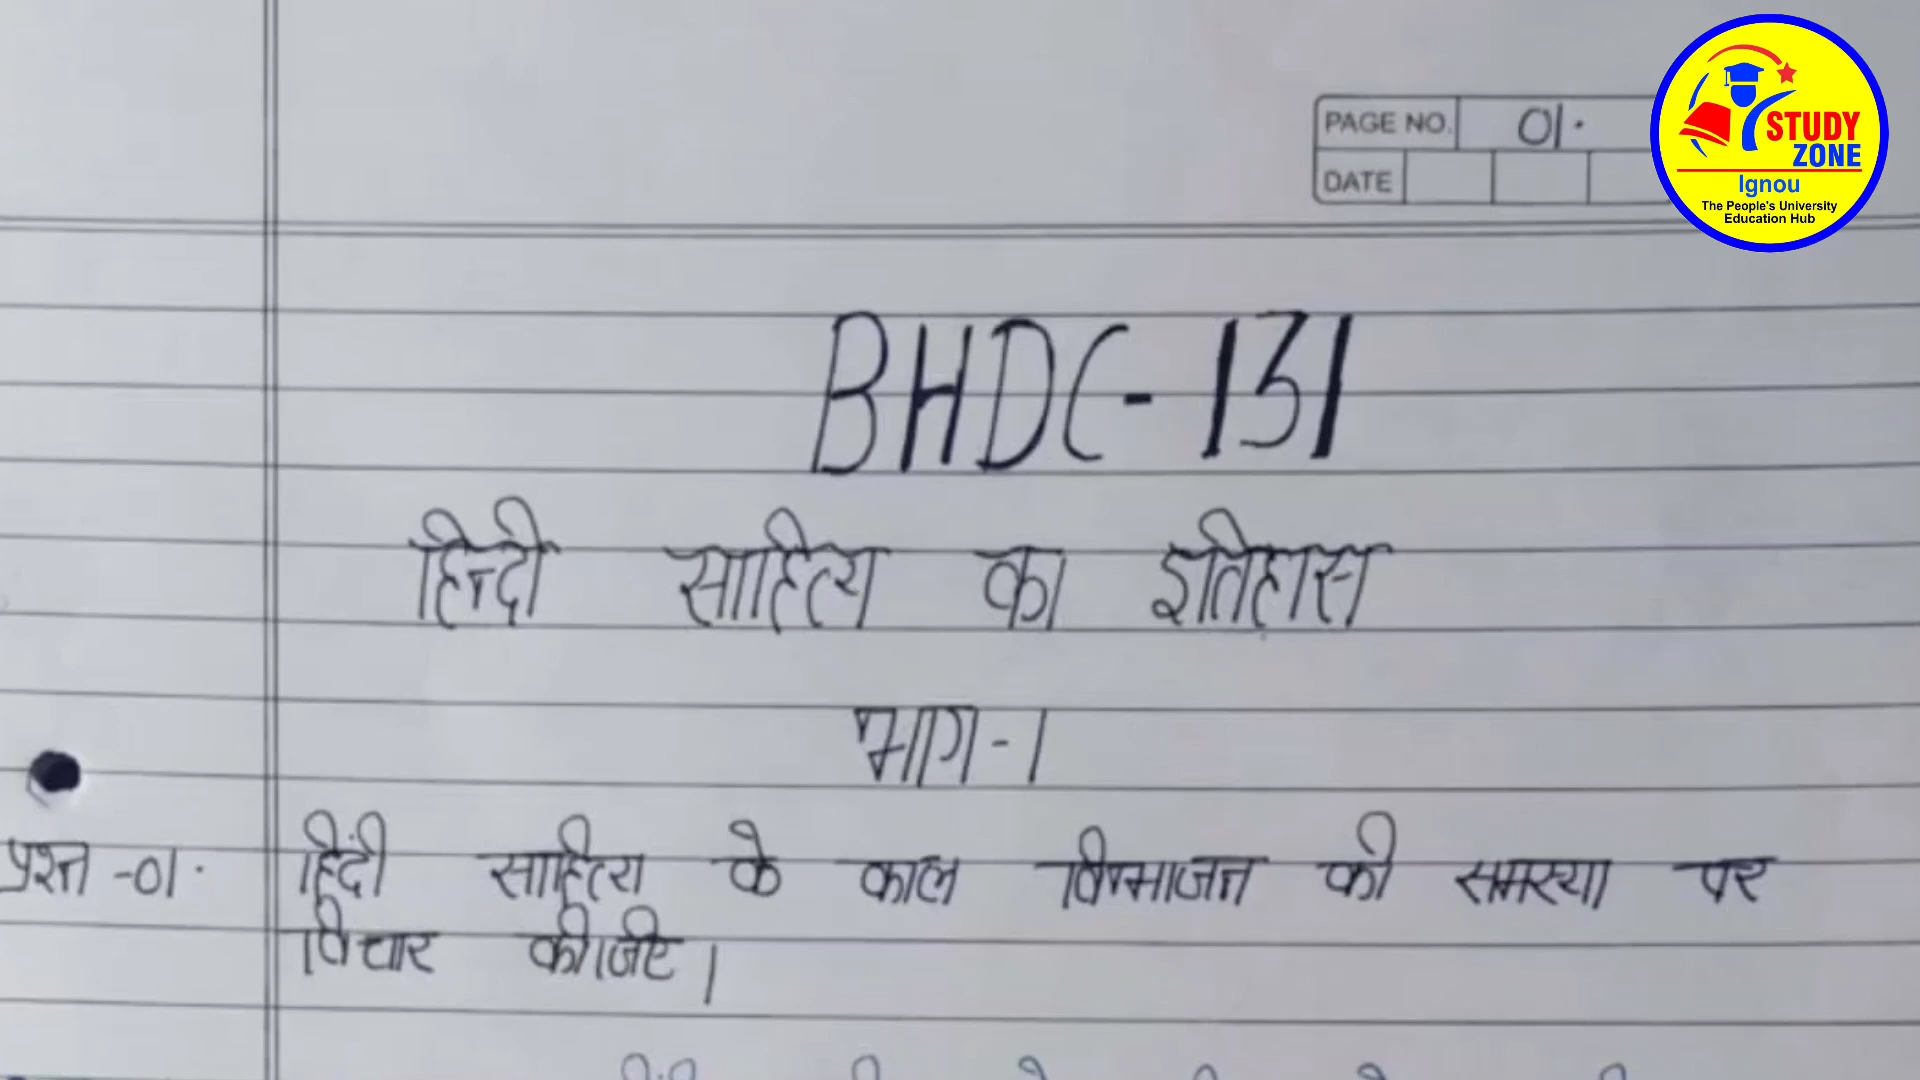 PAGE NO. 01.
DATE
STUDY
ZONE
Ignou
The People's University
Education Hub
BHDC-131
हिन्दी साहित्य का इतिहास
भाग-1
प्रश्न -01. हिंदी साहित्य के काल विभाजन की समस्या पर
विचार कीजिए।